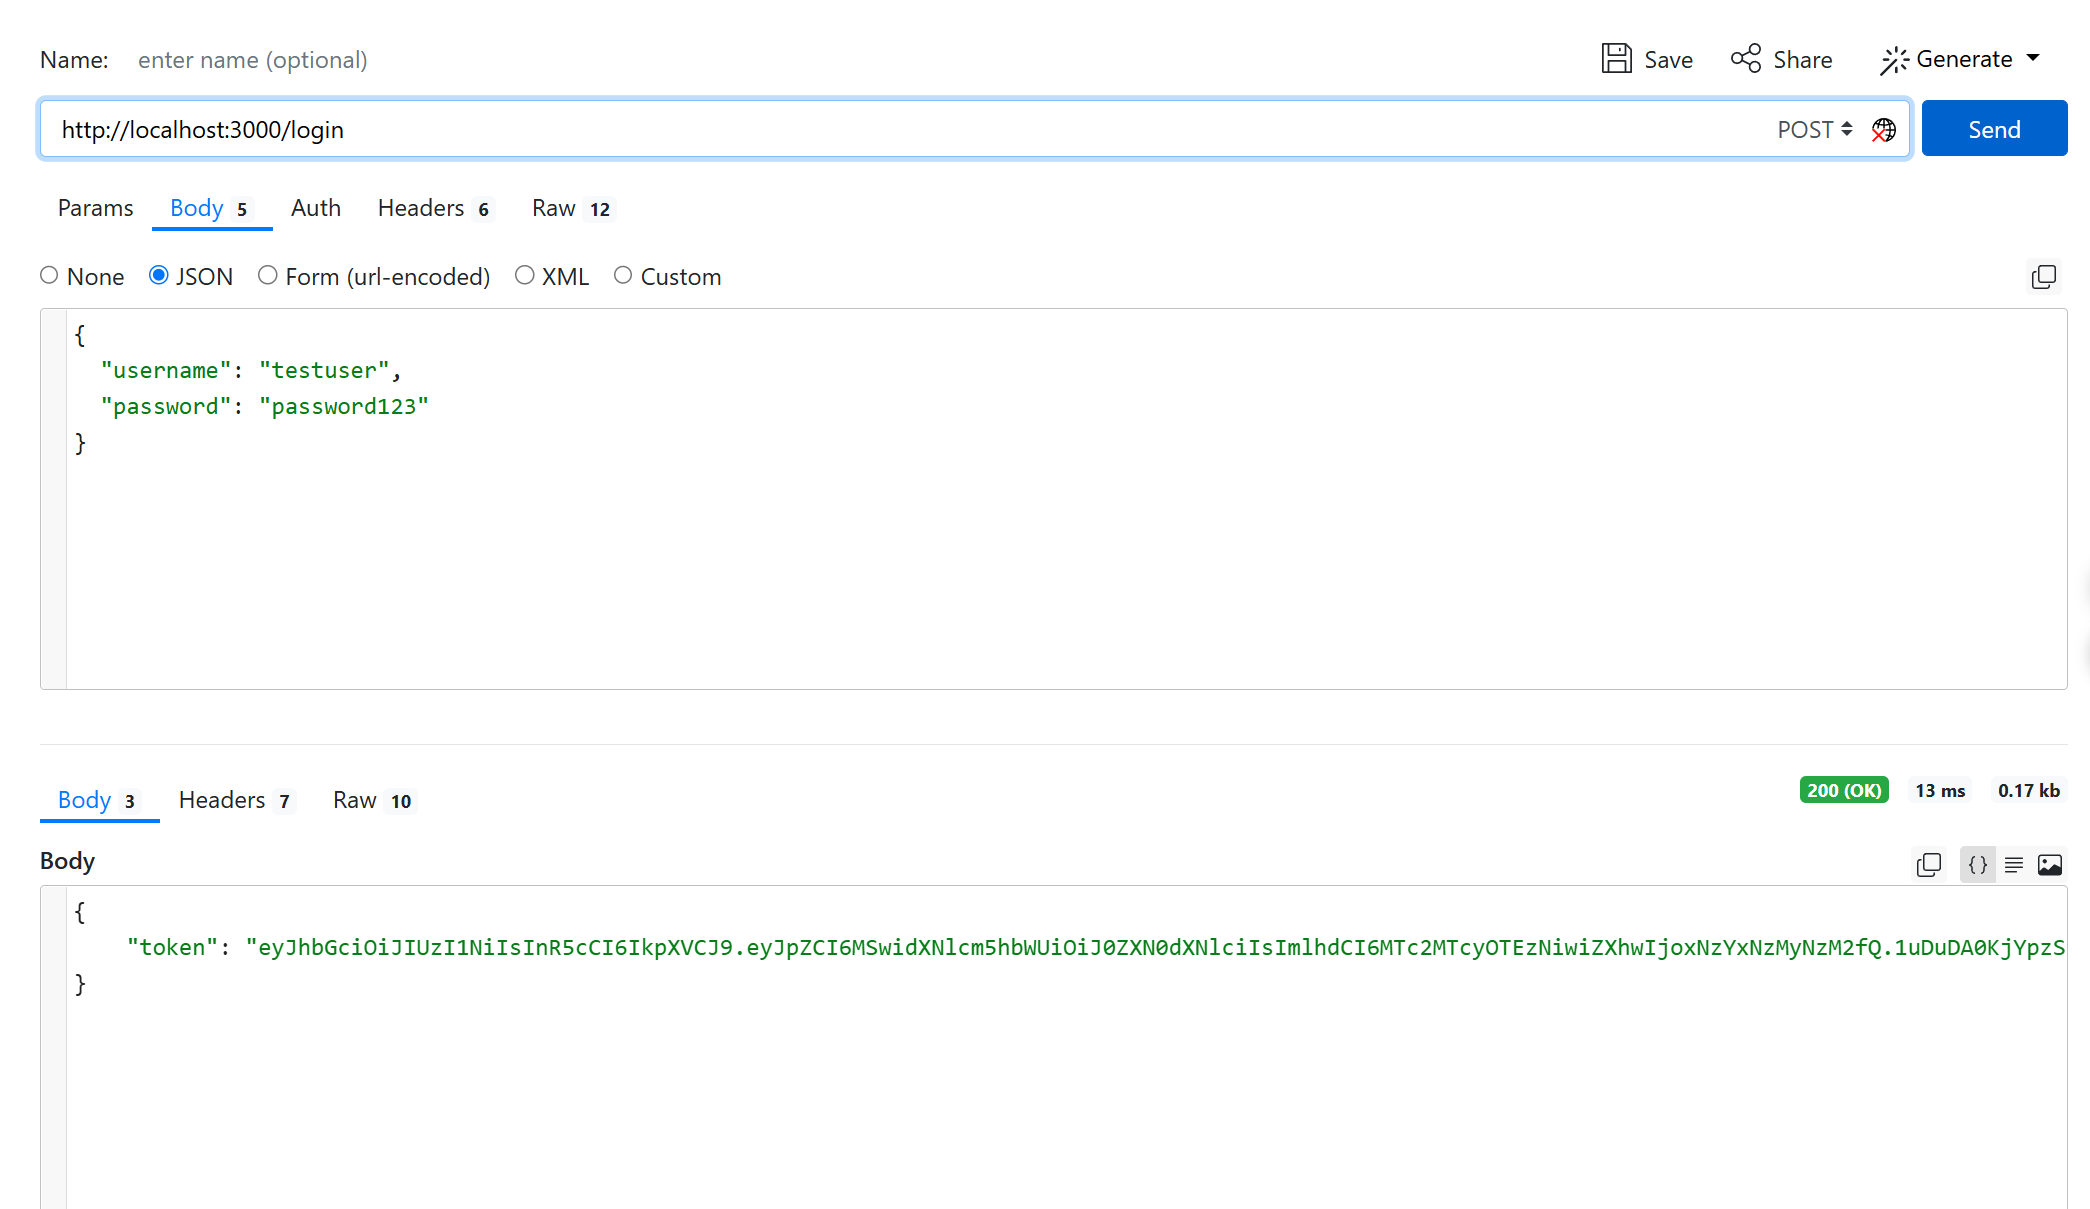 Name: enter name (optional) Save Share Generate
http://localhost:3000/login POST Send
Params Body 5 Auth Headers 6 Raw 12
None JSON Form (url-encoded) XML Custom
{
"username": "testuser",
"password": "password123"
}
Body 3 Headers 7 Raw 10 200 (OK) 13 ms 0.17 kb
Body {}
{
"token": "eyJhbGciOiJIUzI1NiIsInR5cCI6IkpXVCJ9.eyJpZCI6MSwidXNlcm5hbWUiOiJ0ZXN0dXNlciIsImlhdCI6MTc2MTcyOTEzNiwiZXhwIjoxNzYxNzMyNzM2fQ.1uDuDA0KjYpzS
}